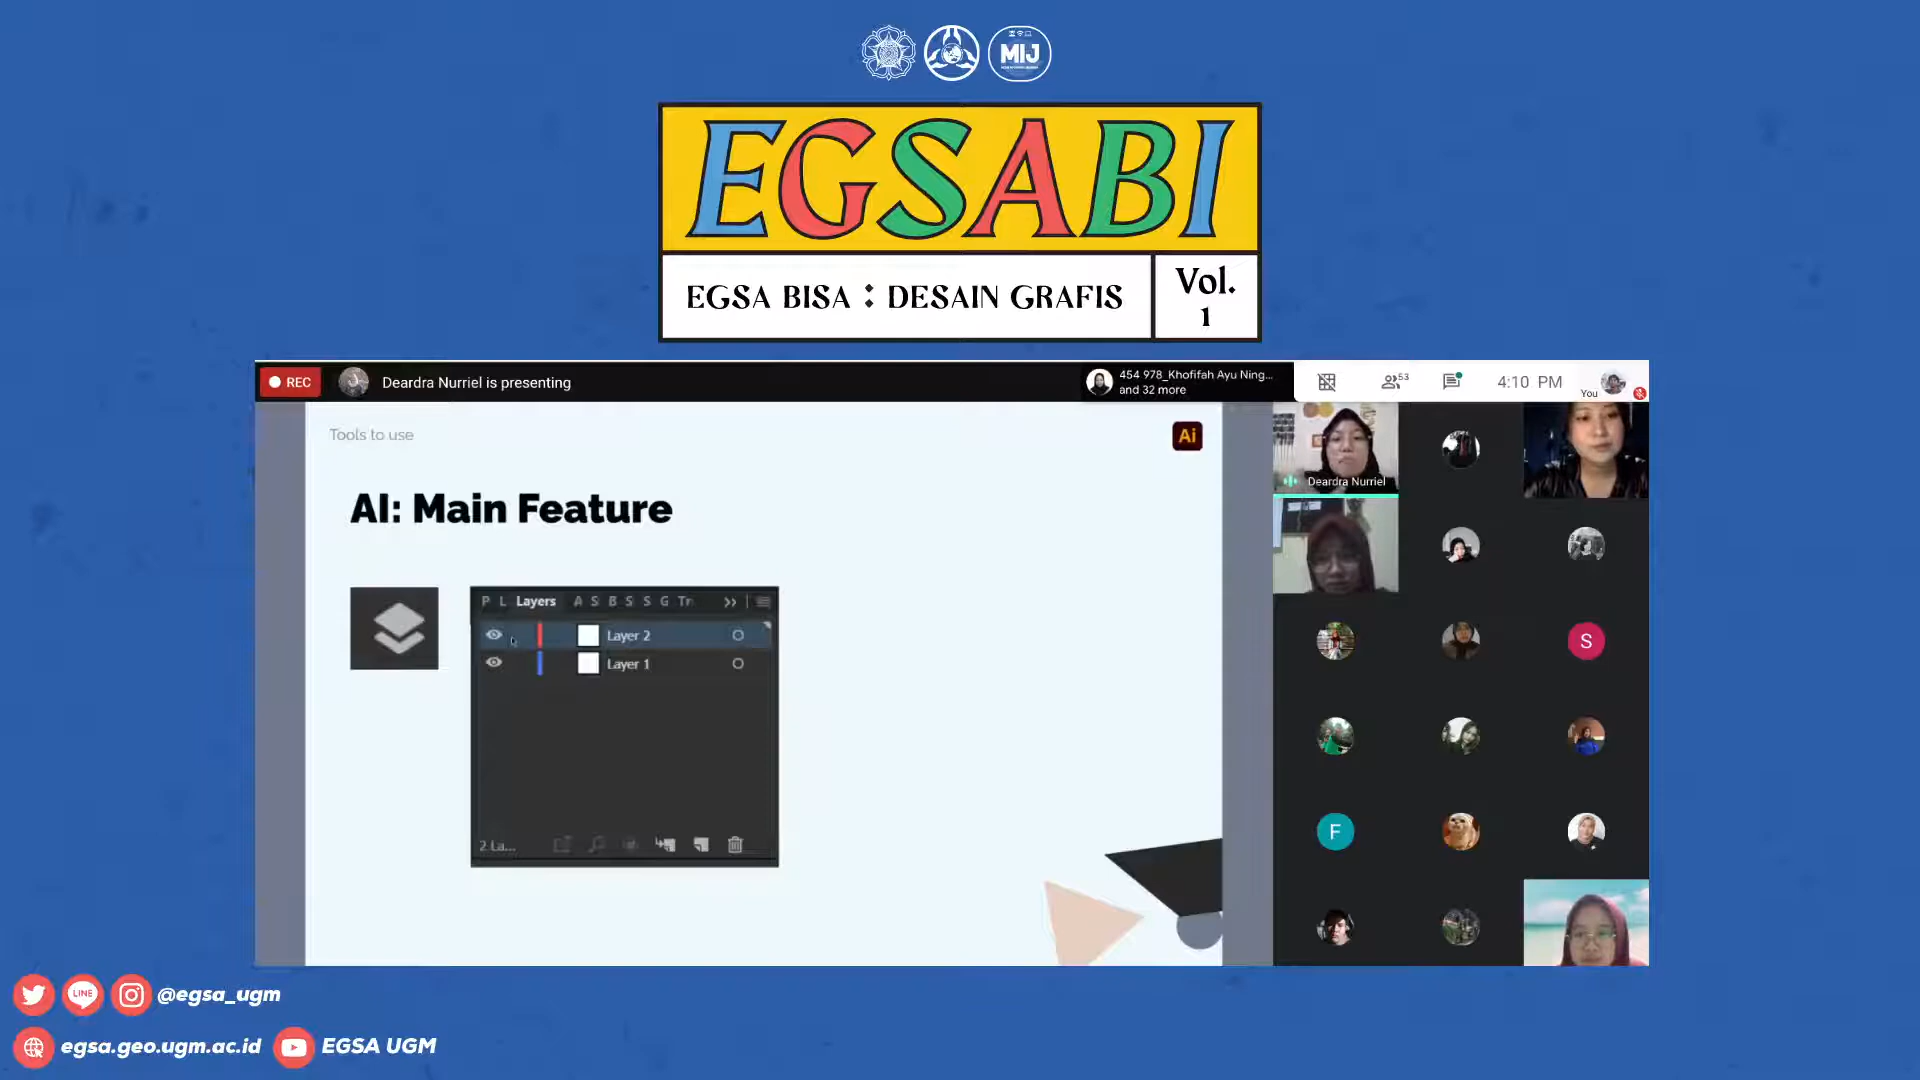 MIJ
EGSABI
EGSA BISA : DESAIN GRAFIS
Vol.
1
REC
Deardra Nurriel is presenting
454 978_Khofifah Ayu Ning...
and 32 more
53
4:10 PM
You
Tools to use
Ai
AI: Main Feature
P L Layers A S B S S G Tr
Layer 2
Layer 1
2 La...
Deardra Nurriel
S
F
LINE
@egsa_ugm
egsa.geo.ugm.ac.id
EGSA UGM